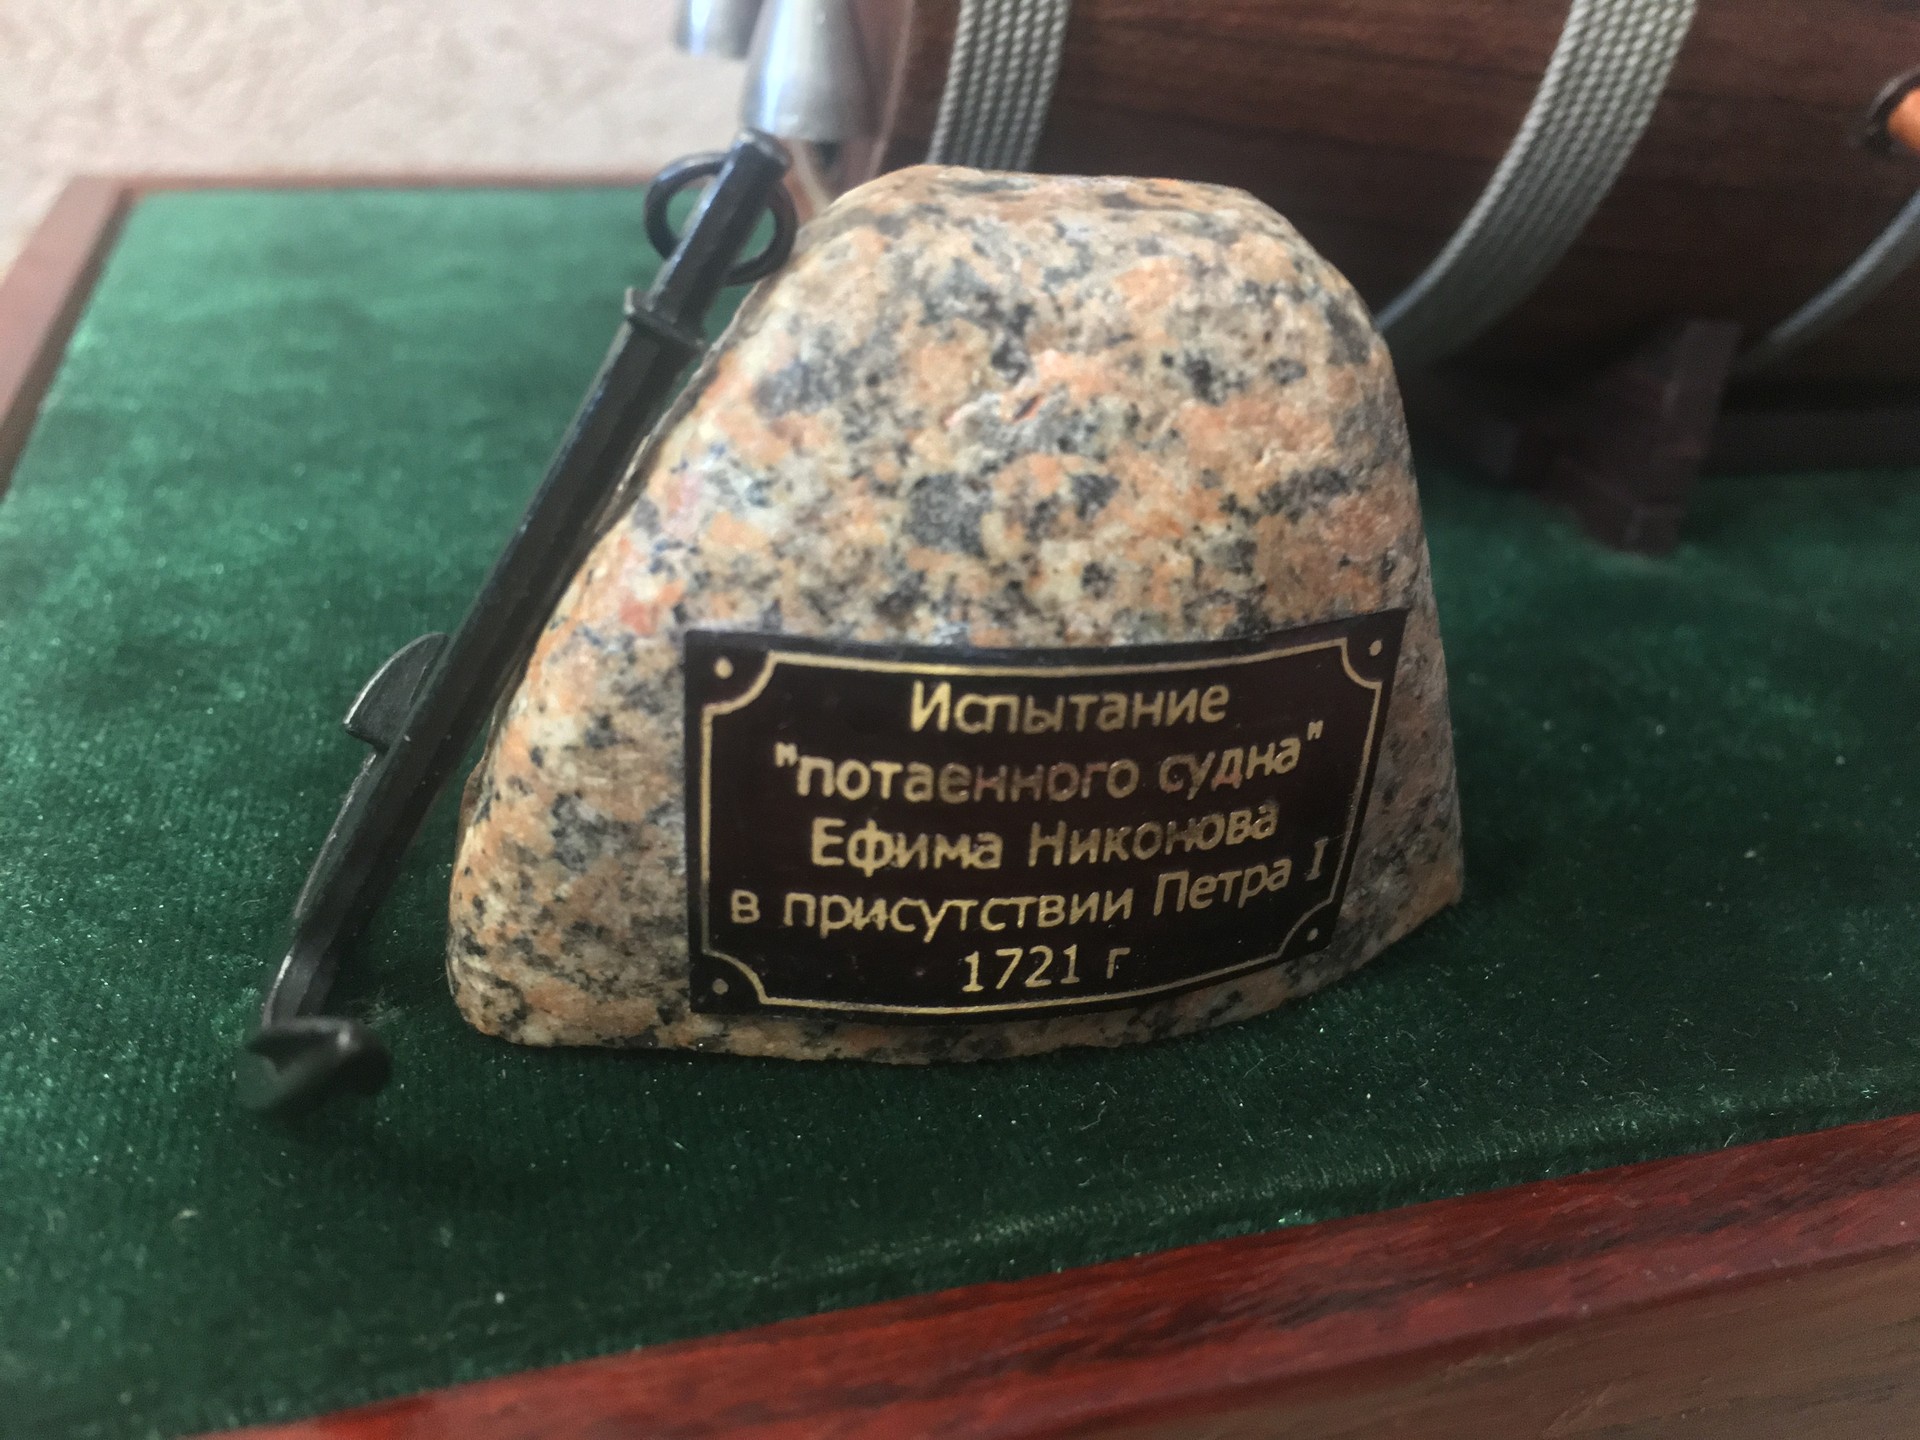 Испытание
"потаенного судна"
Ефима Никонова
в присутствии Петра I
1721 г